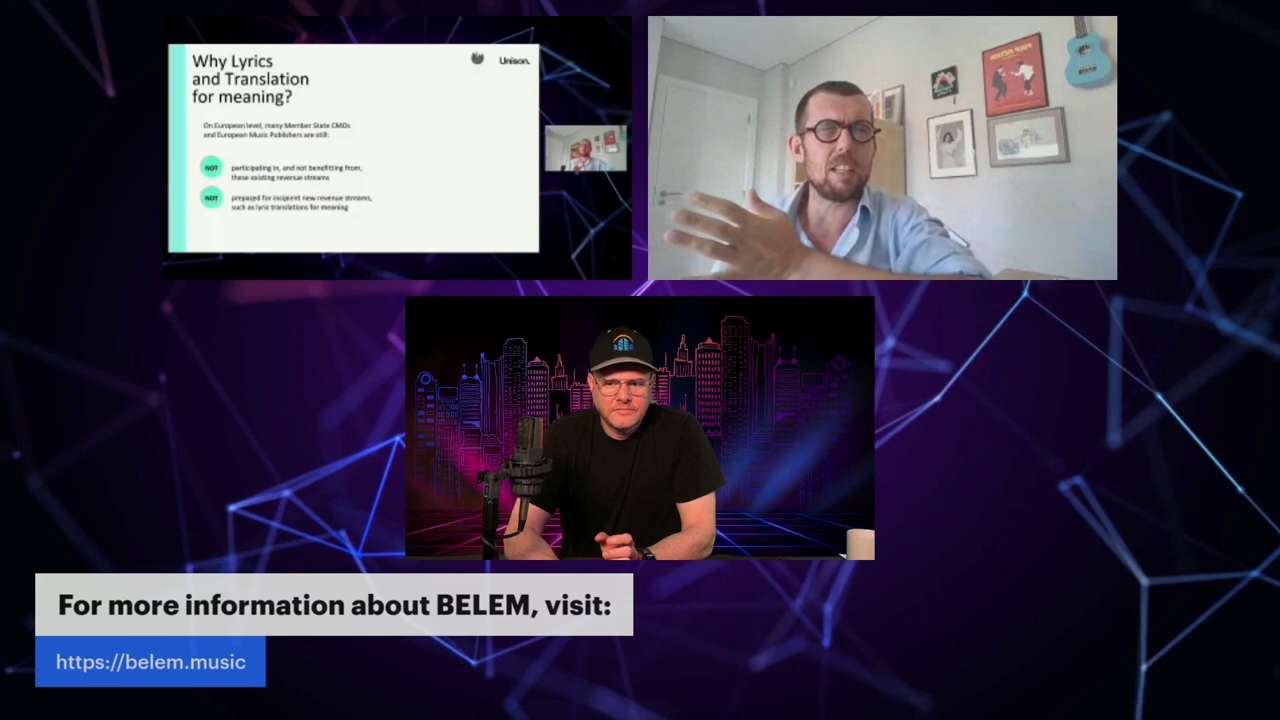 Why Lyrics
and Translation
for meaning?
Unison.
On European level, many Member State CMOs
and European Music Publishers are still:
NOT
participating in, and not benefitting from,
these existing revenue streams
NOT
prepared for incipient new revenue streams,
such as lyric translations for meaning
For more information about BELEM, visit:
https://belem.music